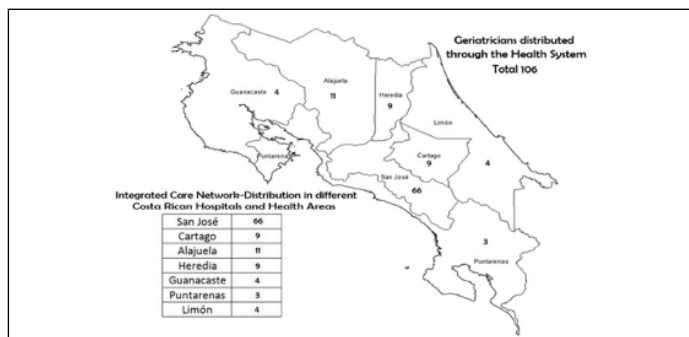 Geriatricians distributed
through the Health System
Total 106
Alajuela
11
Guanacaste 4
Heredia
9
Limón
4
Puntarenas
Cartago
9
San José
66
3
Puntarenas
Integrated Care Network-Distribution in different
Costa Rican Hospitals and Health Areas
San José 66
Cartago 9
Alajuela 11
Heredia 9
Guanacaste 4
Puntarenas 3
Limón 4